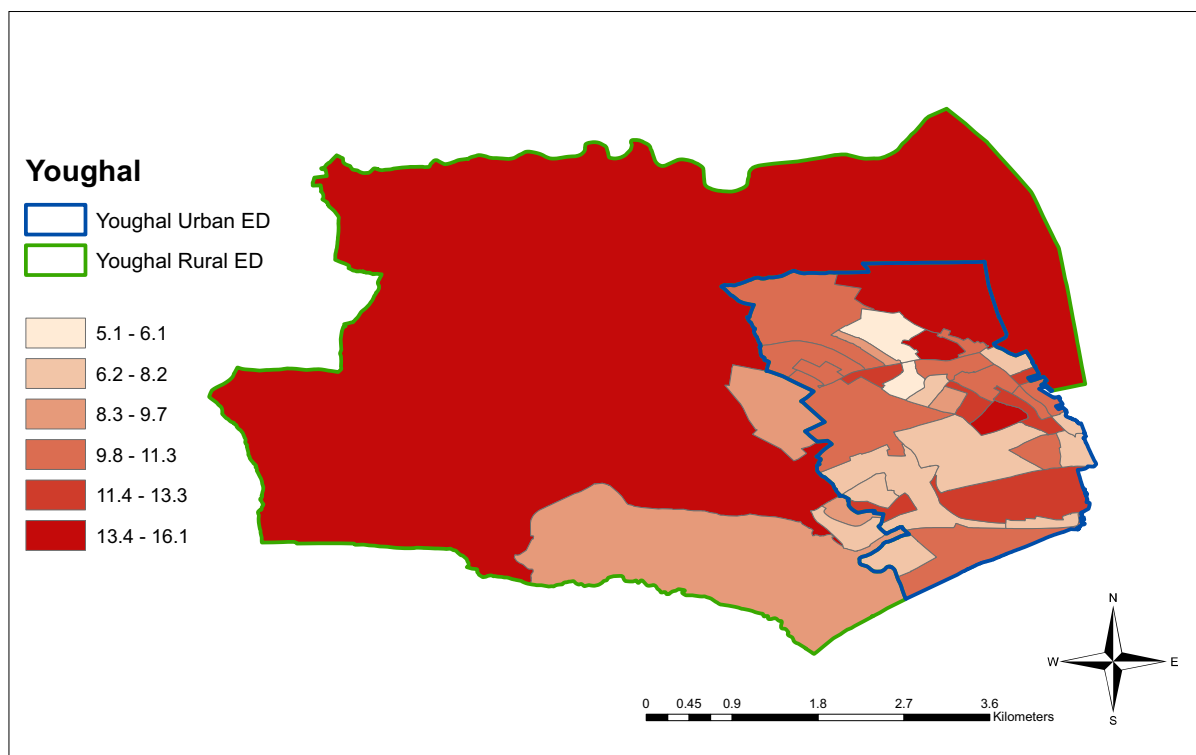 Youghal
Youghal Urban ED
Youghal Rural ED
5.1 - 6.1
6.2 - 8.2
8.3 - 9.7
9.8 - 11.3
11.4 - 13.3
13.4 - 16.1
N
W E
S
0 0.45 0.9 1.8 2.7 3.6
Kilometers